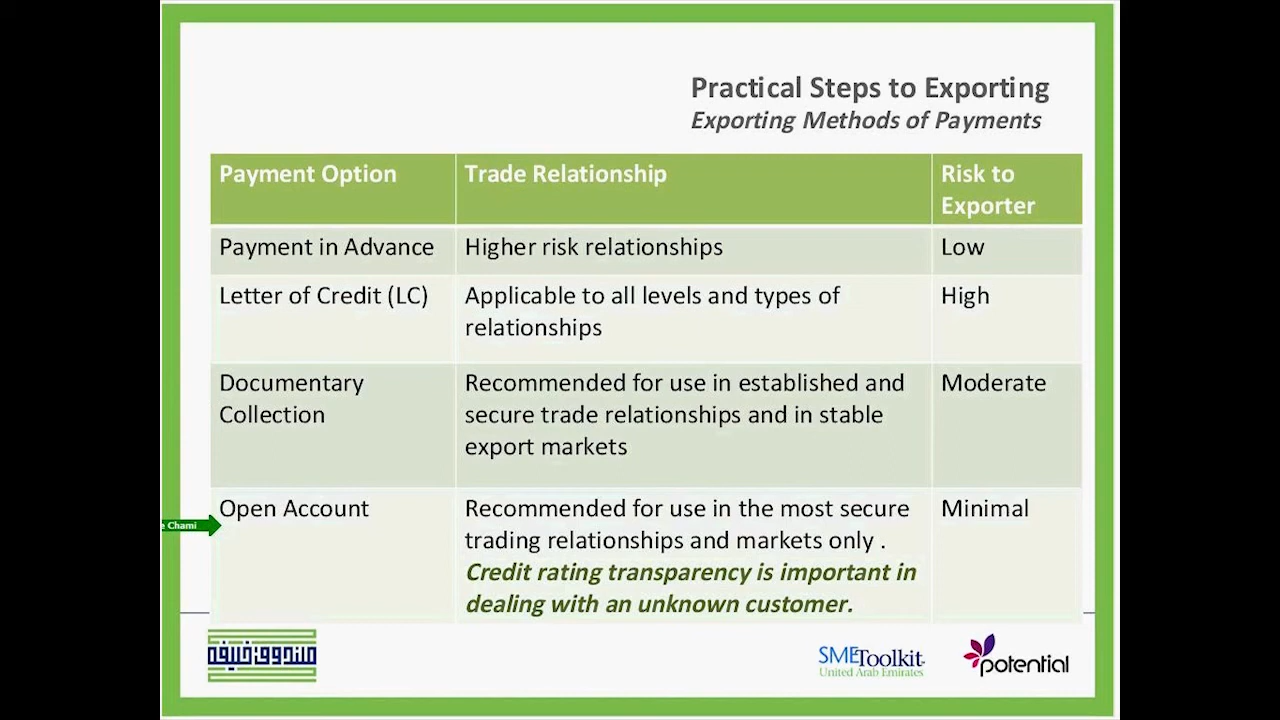 Practical Steps to Exporting
Exporting Methods of Payments
Payment Option
Trade Relationship
Risk to
Exporter
Payment in Advance
Higher risk relationships
Low
Letter of Credit (LC)
Applicable to all levels and types of
relationships
High
Documentary
Collection
Recommended for use in established and
secure trade relationships and in stable
export markets
Moderate
e Chami
Open Account
Recommended for use in the most secure
trading relationships and markets only .
Credit rating transparency is important in
dealing with an unknown customer.
Minimal
صندوق خليفة
SMEToolkit
United Arab Emirates
potential